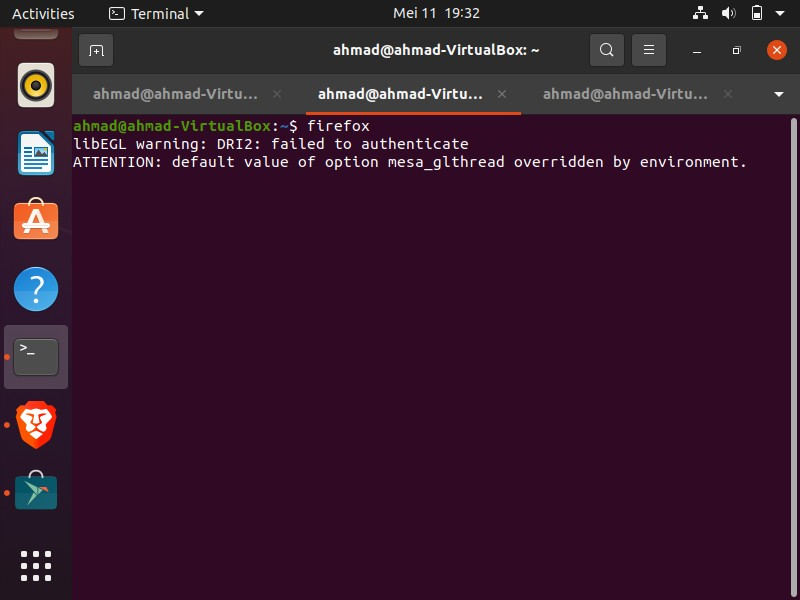 Activities
Terminal
Mei 11 19:32
ahmad@ahmad-VirtualBox: ~
ahmad@ahmad-Virtu...
ahmad@ahmad-Virtu...
ahmad@ahmad-Virtu...
ahmad@ahmad-VirtualBox:~$ firefox
libEGL warning: DRI2: failed to authenticate
ATTENTION: default value of option mesa_glthread overridden by environment.